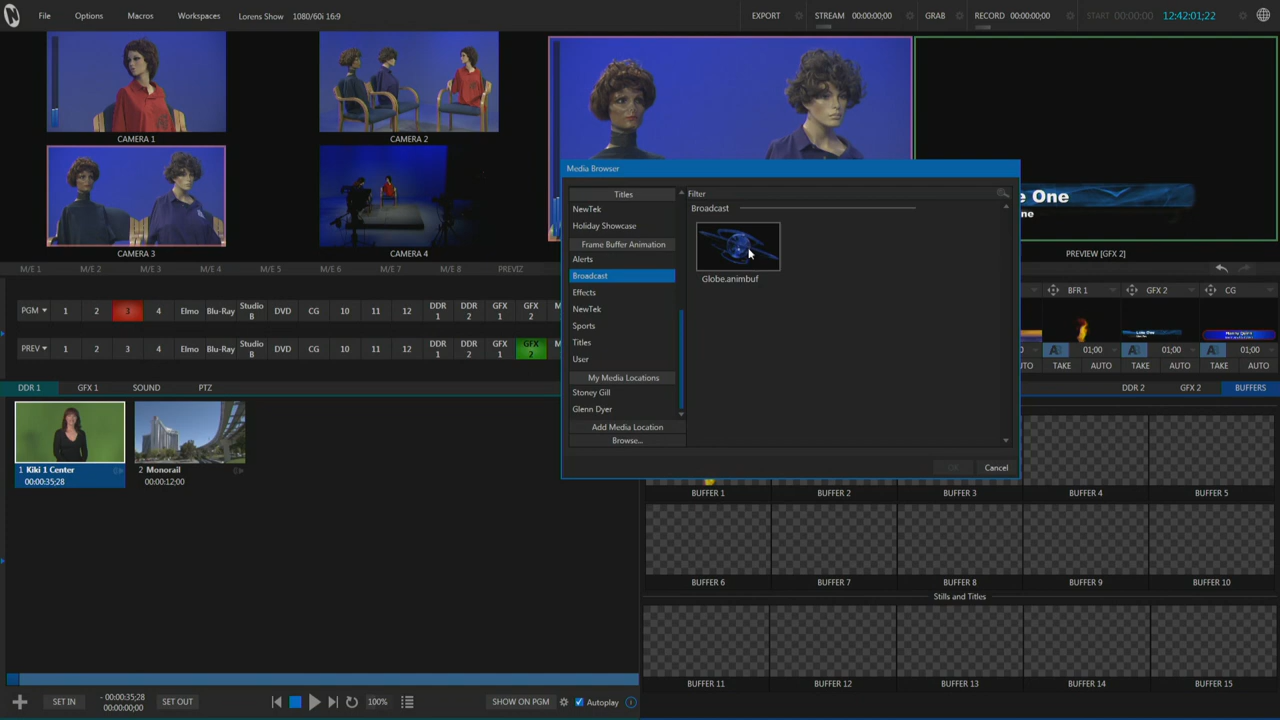 File Options Macros Workspaces Lorens Show 1080/60i 16:9 EXPORT STREAM 00:00:00;00 GRAB RECORD 00:00:00;00 START 00:00:00 12:42:01;22
CAMERA 1 CAMERA 2
CAMERA 3 CAMERA 4
e One
ne
PREVIEW [GFX 2]
Media Browser
Titles
NewTek
Holiday Showcase
Frame Buffer Animation
Alerts
Broadcast
Effects
NewTek
Sports
Titles
User
My Media Locations
Stoney Gill
Glenn Dyer
Add Media Location
Browse...
Filter
Broadcast
Globe.animbuf
OK Cancel
M/E 1 M/E 2 M/E 3 M/E 4 M/E 5 M/E 6 M/E 7 M/E 8 PREVIZ
PGM 1 2 3 4 Elmo Blu-Ray Studio B DVD CG 10 11 12 DDR 1 DDR 2 GFX 1 GFX 2
PREV 1 2 3 4 Elmo Blu-Ray Studio B DVD CG 10 11 12 DDR 1 DDR 2 GFX 1 GFX 2
BFR 1 GFX 2 CG
01;00 01;00 01;00
UTO TAKE AUTO TAKE AUTO TAKE AUTO
DDR 1 GFX 1 SOUND PTZ
DDR 2 GFX 2 BUFFERS
1 Kiki 1 Center
00:00:35;28
2 Monorail
00:00:12;00
BUFFER 1 BUFFER 2 BUFFER 3 BUFFER 4 BUFFER 5
BUFFER 6 BUFFER 7 BUFFER 8 BUFFER 9 BUFFER 10
Stills and Titles
BUFFER 11 BUFFER 12 BUFFER 13 BUFFER 14 BUFFER 15
SET IN - 00:00:35;28
00:00:00;00 SET OUT 100% SHOW ON PGM Autoplay